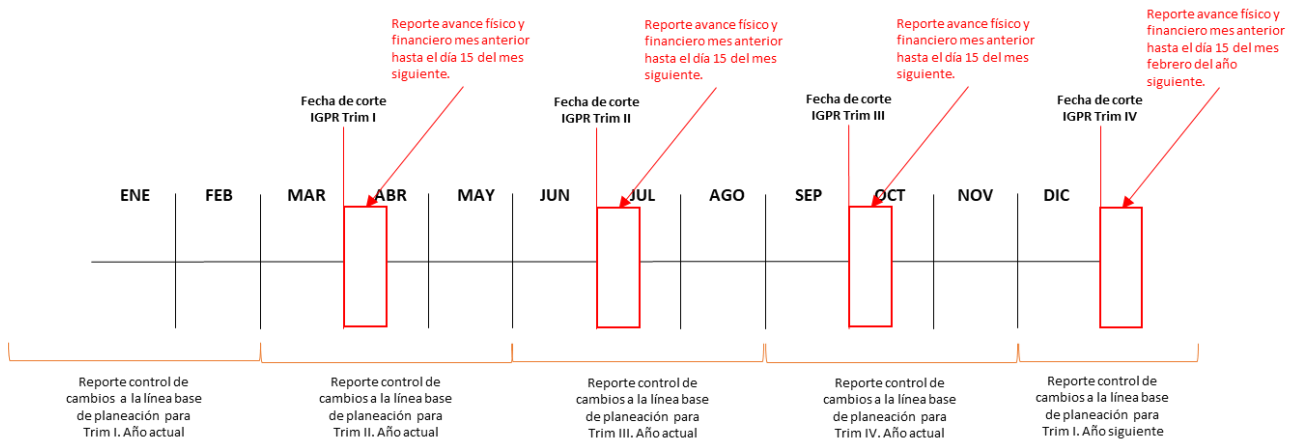 Reporte avance físico y
financiero mes anterior
hasta el día 15 del mes
siguiente.
Reporte avance físico y
financiero mes anterior
hasta el día 15 del mes
siguiente.
Reporte avance físico y
financiero mes anterior
hasta el día 15 del mes
siguiente.
Reporte avance físico y
financiero mes anterior
hasta el día 15 del mes
febrero del año
siguiente.
Fecha de corte
IGPR Trim I
Fecha de corte
IGPR Trim II
Fecha de corte
IGPR Trim III
Fecha de corte
IGPR Trim IV
ENE FEB MAR ABR MAY JUN JUL AGO SEP OCT NOV DIC
Reporte control de
cambios a la línea base
de planeación para
Trim I. Año actual
Reporte control de
cambios a la línea base
de planeación para
Trim II. Año actual
Reporte control de
cambios a la línea base
de planeación para
Trim III. Año actual
Reporte control de
cambios a la línea base
de planeación para
Trim IV. Año actual
Reporte control de
cambios a la línea base
de planeación para
Trim I. Año siguiente